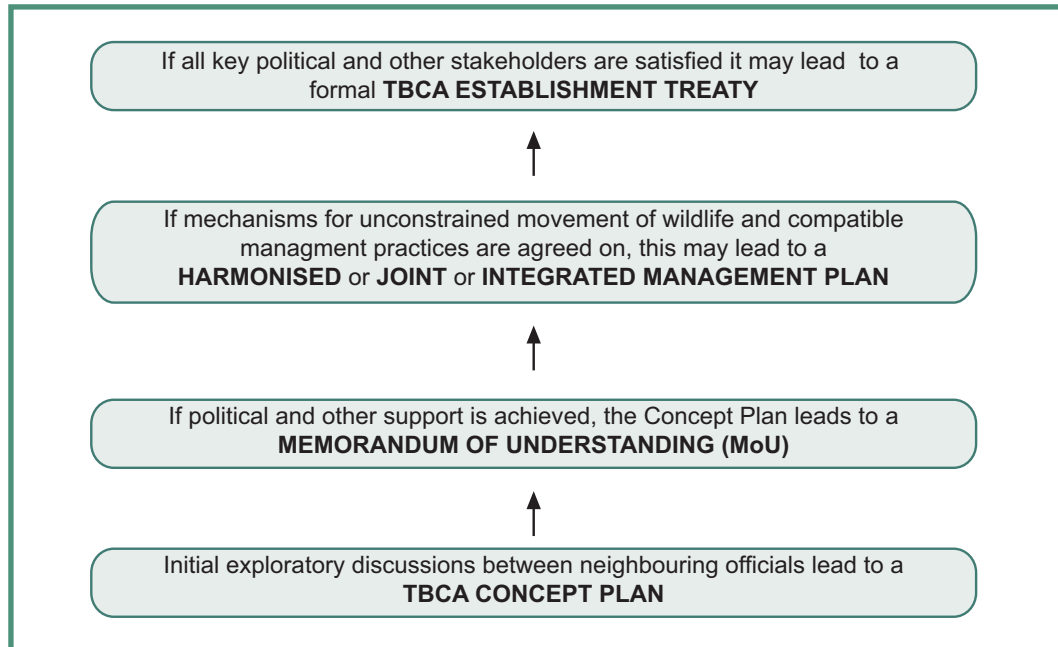 If all key political and other stakeholders are satisfied it may lead to a
formal TBCA ESTABLISHMENT TREATY
If mechanisms for unconstrained movement of wildlife and compatible
managment practices are agreed on, this may lead to a
HARMONISED or JOINT or INTEGRATED MANAGEMENT PLAN
If political and other support is achieved, the Concept Plan leads to a
MEMORANDUM OF UNDERSTANDING (MoU)
Initial exploratory discussions between neighbouring officials lead to a
TBCA CONCEPT PLAN